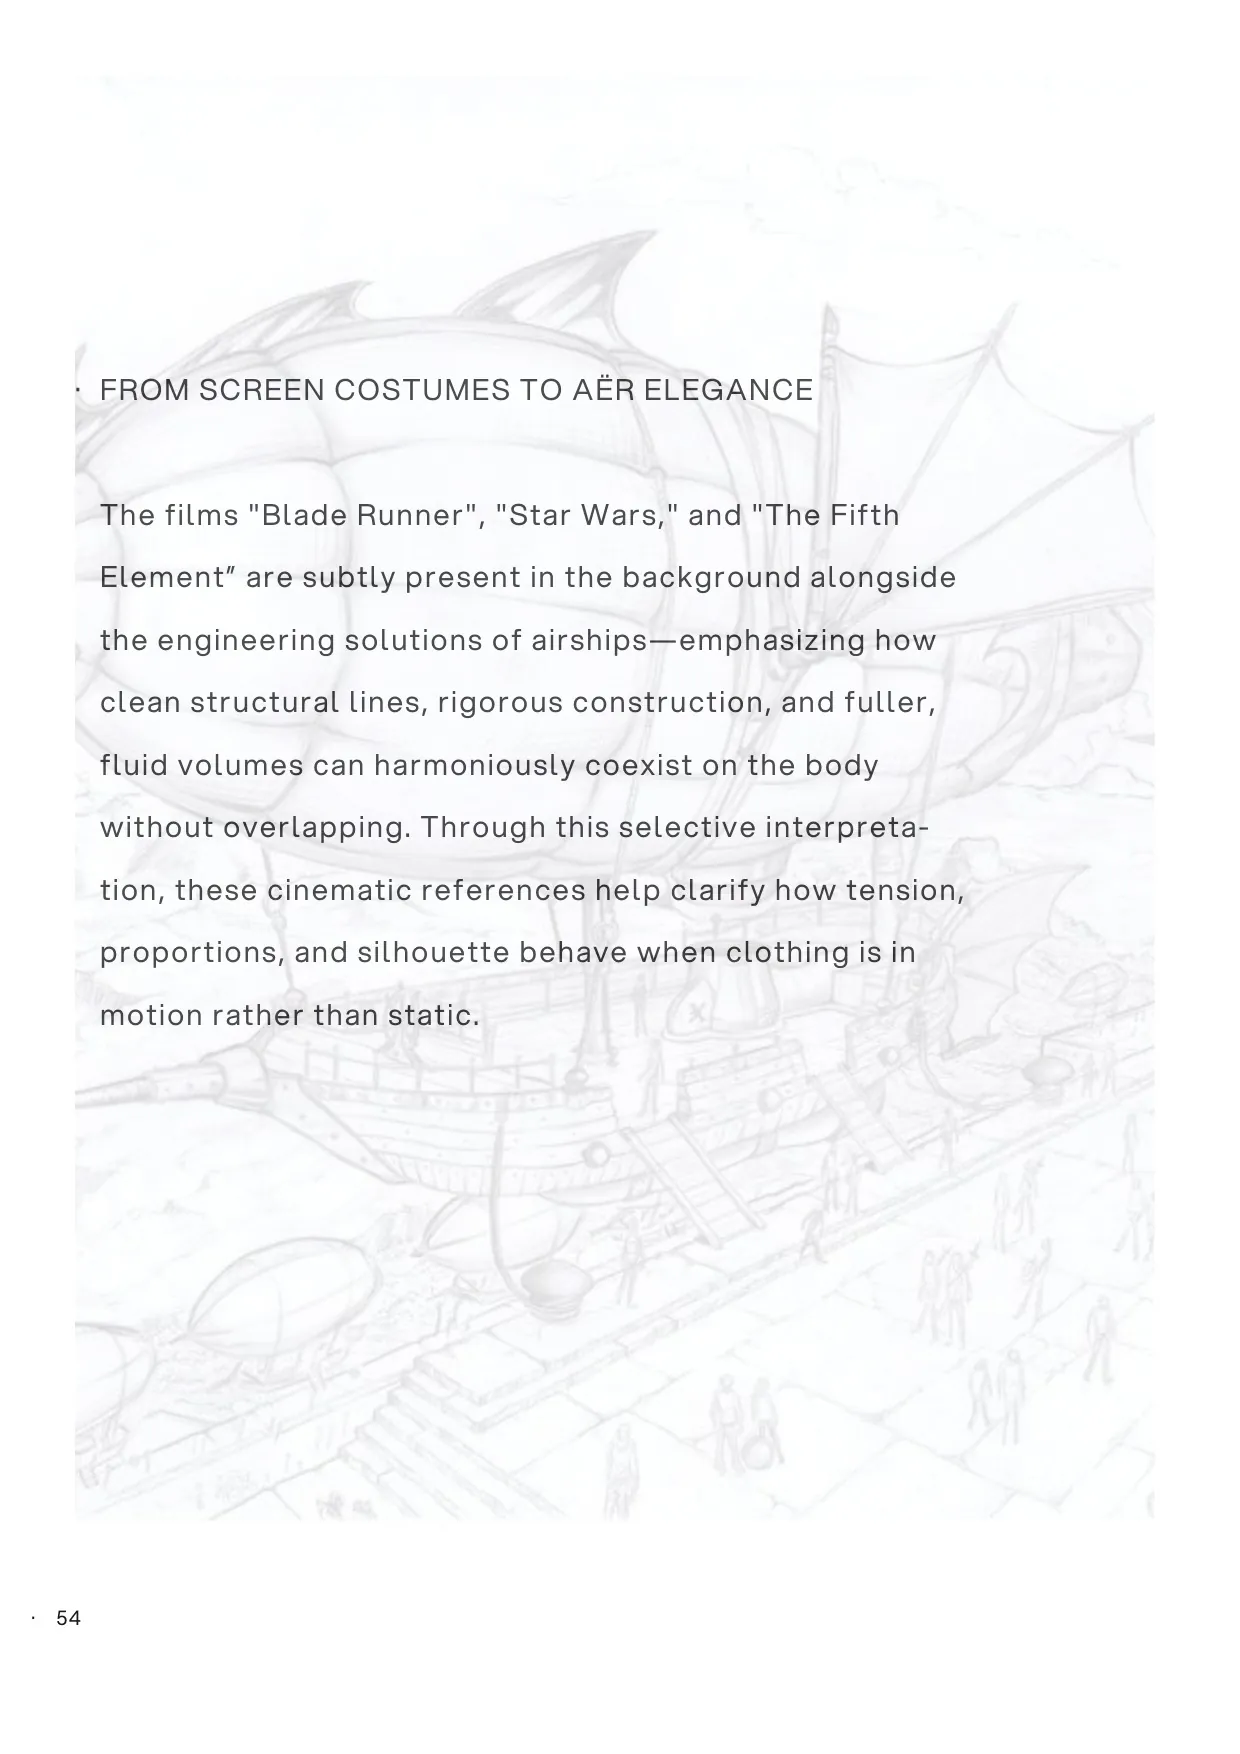 · FROM SCREEN COSTUMES TO AËR ELEGANCE
The films "Blade Runner", "Star Wars," and "The Fifth
Element” are subtly present in the background alongside
the engineering solutions of airships—emphasizing how
clean structural lines, rigorous construction, and fuller,
fluid volumes can harmoniously coexist on the body
without overlapping. Through this selective interpreta-
tion, these cinematic references help clarify how tension,
proportions, and silhouette behave when clothing is in
motion rather than static.
· 54